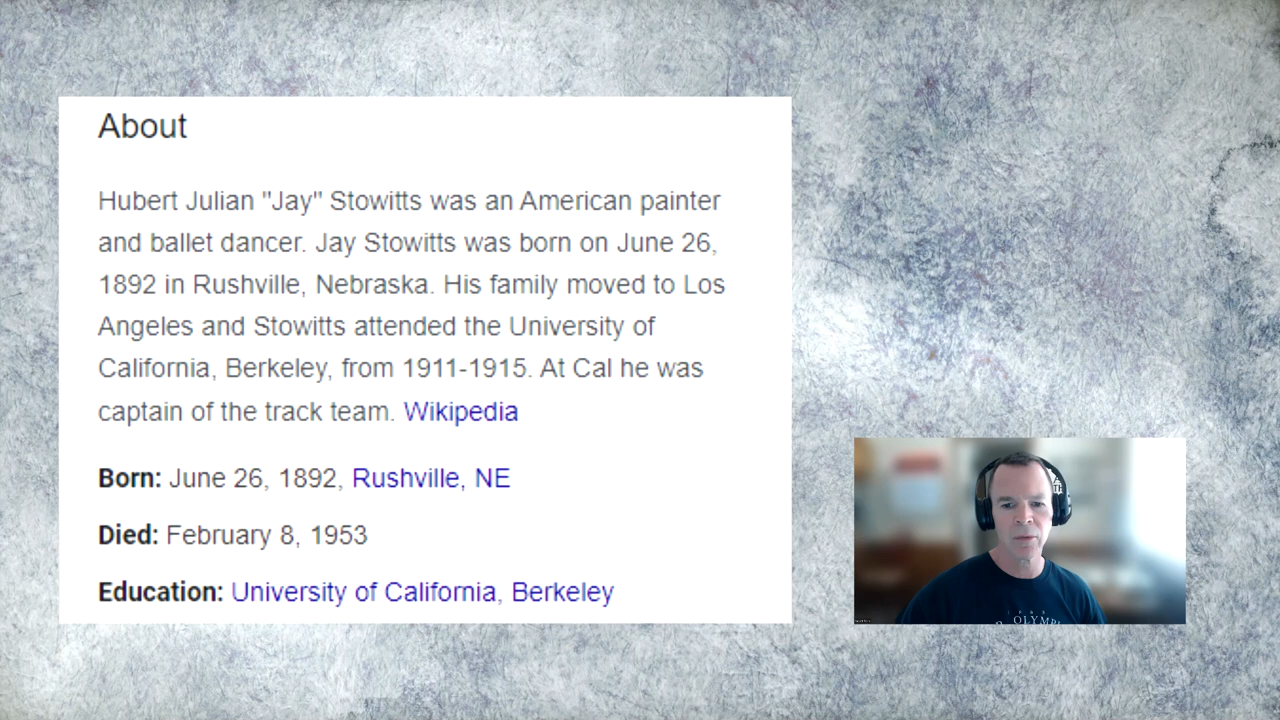 About
Hubert Julian "Jay" Stowitts was an American painter
and ballet dancer. Jay Stowitts was born on June 26,
1892 in Rushville, Nebraska. His family moved to Los
Angeles and Stowitts attended the University of
California, Berkeley, from 1911-1915. At Cal he was
captain of the track team. Wikipedia
Born: June 26, 1892, Rushville, NE
Died: February 8, 1953
Education: University of California, Berkeley